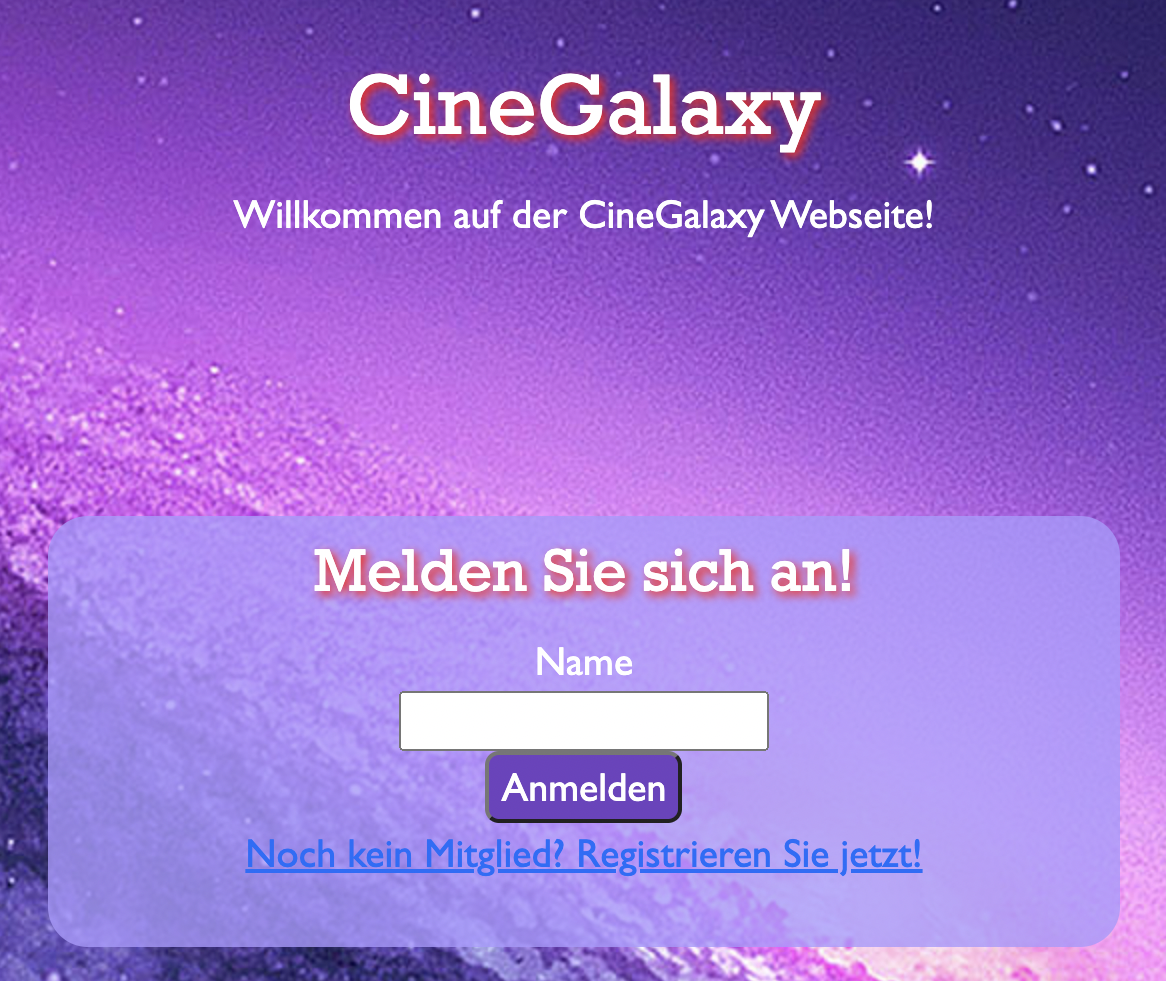 CineGalaxy
Willkommen auf der CineGalaxy Webseite!
Melden Sie sich an!
Name
Anmelden
Noch kein Mitglied? Registrieren Sie jetzt!